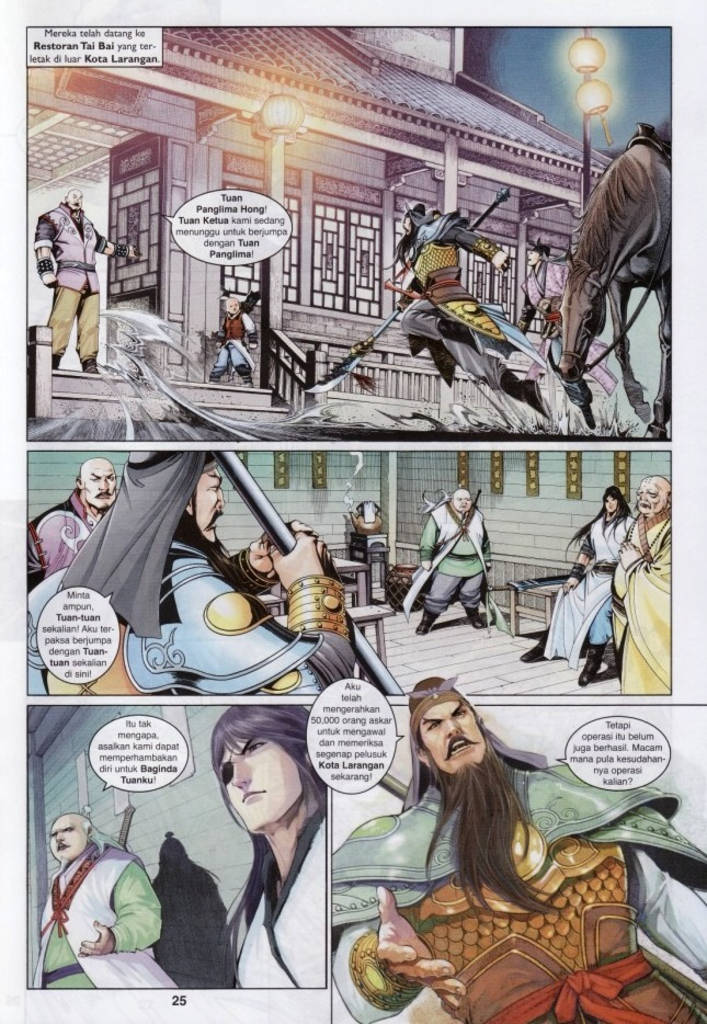 Mereka telah datang ke
Restoran Tai Bai yang ter-
letak di luar Kota Larangan.
Tuan
Panglima Hong!
Tuan Ketua kami sedang
menunggu untuk berjumpa
dengan Tuan
Panglima!
Minta
ampun,
Tuan-tuan
sekalian! Aku ter-
paksa berjumpa
dengan Tuan-
tuan sekalian
di sini!
Itu tak
mengapa,
asalkan kami dapat
memperhambakan
diri untuk Baginda
Tuanku!
Aku
telah
mengerahkan
50,000 orang askar
untuk mengawal
dan memeriksa
segenap pelusuk
Kota Larangan
sekarang!
Tetapi
operasi itu belum
juga berhasil. Macam
mana pula kesudahan-
nya operasi
kalian?
25